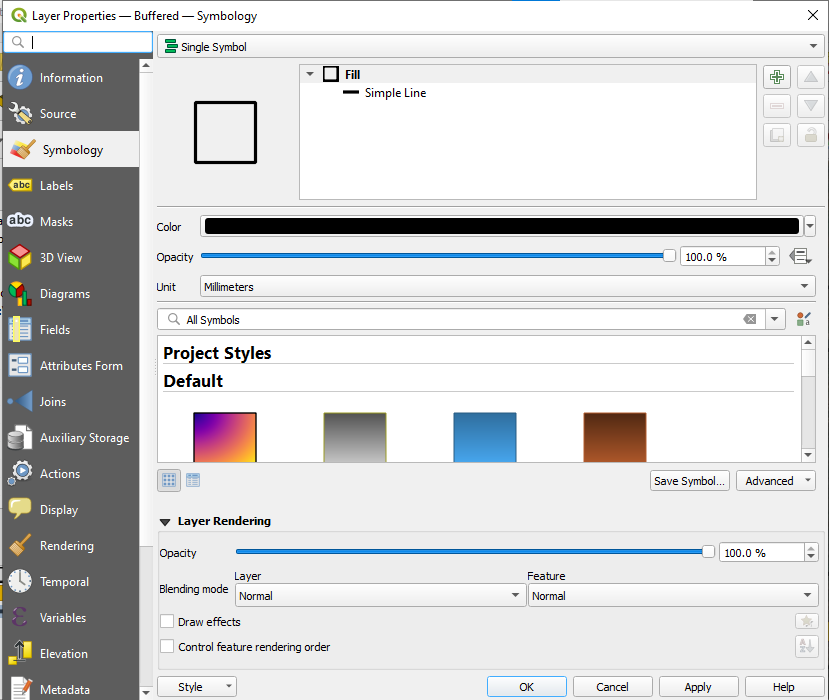 Layer Properties — Buffered — Symbology
Single Symbol
Information
Source
Symbology
abc Labels
abc Masks
3D View
Diagrams
Fields
Attributes Form
Joins
Auxiliary Storage
Actions
Display
Rendering
Temporal
Variables
Elevation
Metadata
Fill
Simple Line
Color
Opacity
100.0 %
Unit
Millimeters
All Symbols
Project Styles
Default
Save Symbol...
Advanced
Layer Rendering
Opacity
100.0 %
Blending mode
Layer
Normal
Feature
Normal
Draw effects
Control feature rendering order
Style
OK
Cancel
Apply
Help